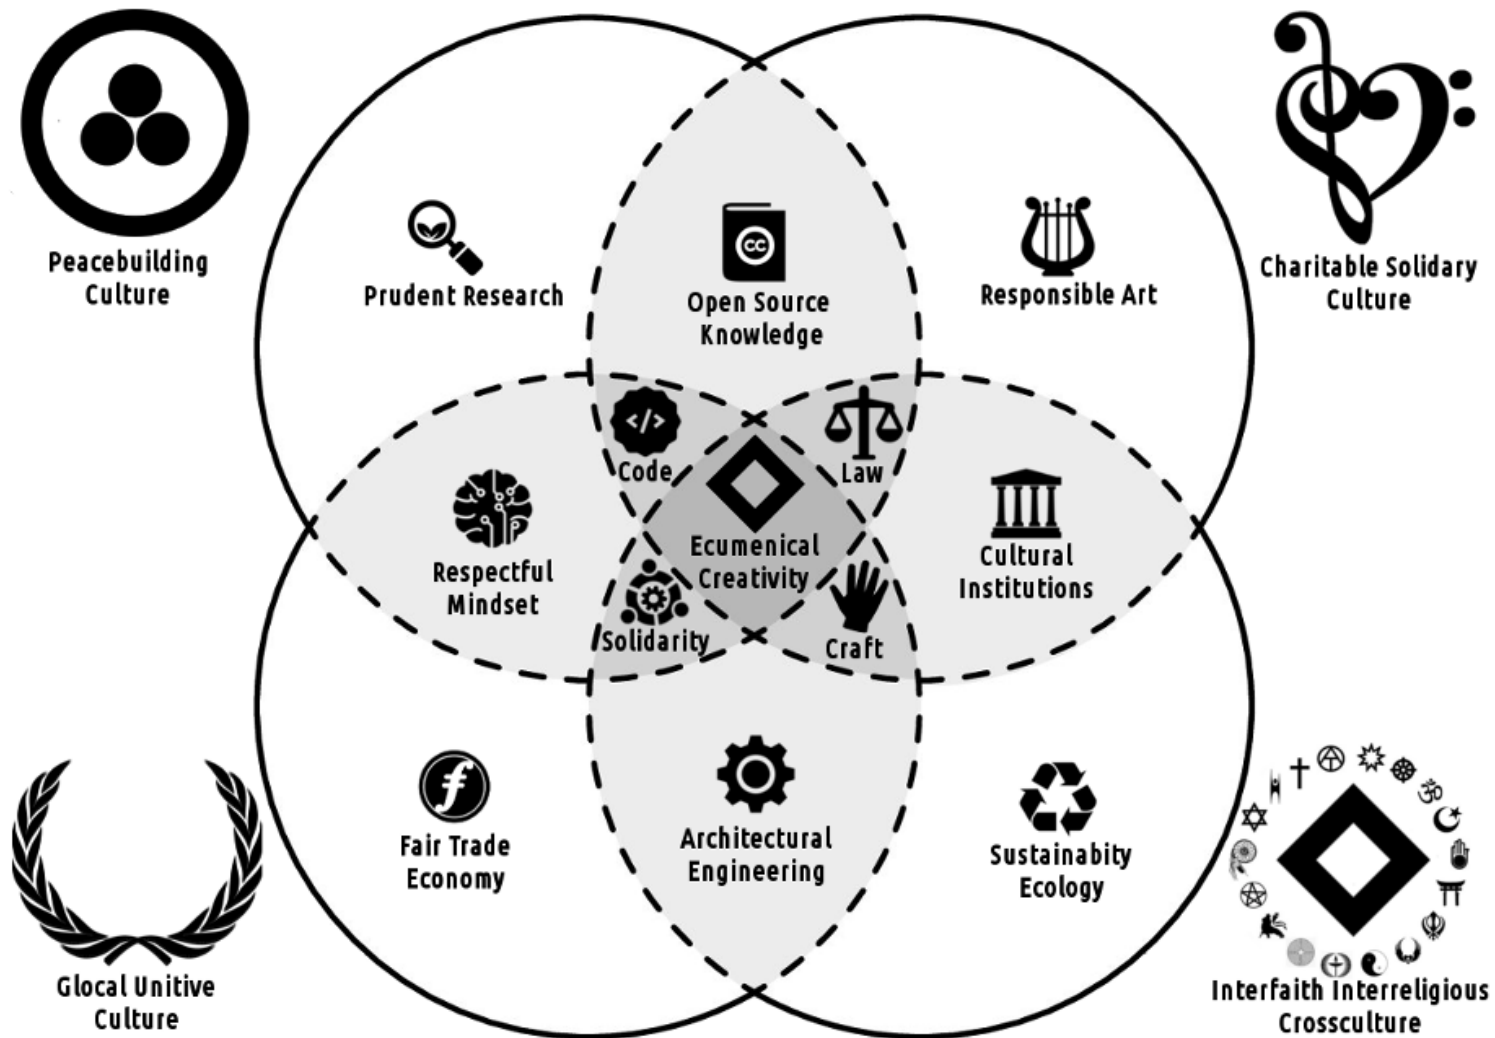 Peacebuilding
Culture
Charitable Solidary
Culture
Prudent Research
Open Source
Knowledge
Responsible Art
cc
</>
Code
Law
Respectful
Mindset
Ecumenical
Creativity
Cultural
Institutions
Solidarity
Craft
Fair Trade
Economy
Architectural
Engineering
Sustainabity
Ecology
Glocal Unitive
Culture
Interfaith Interreligious
Crossculture